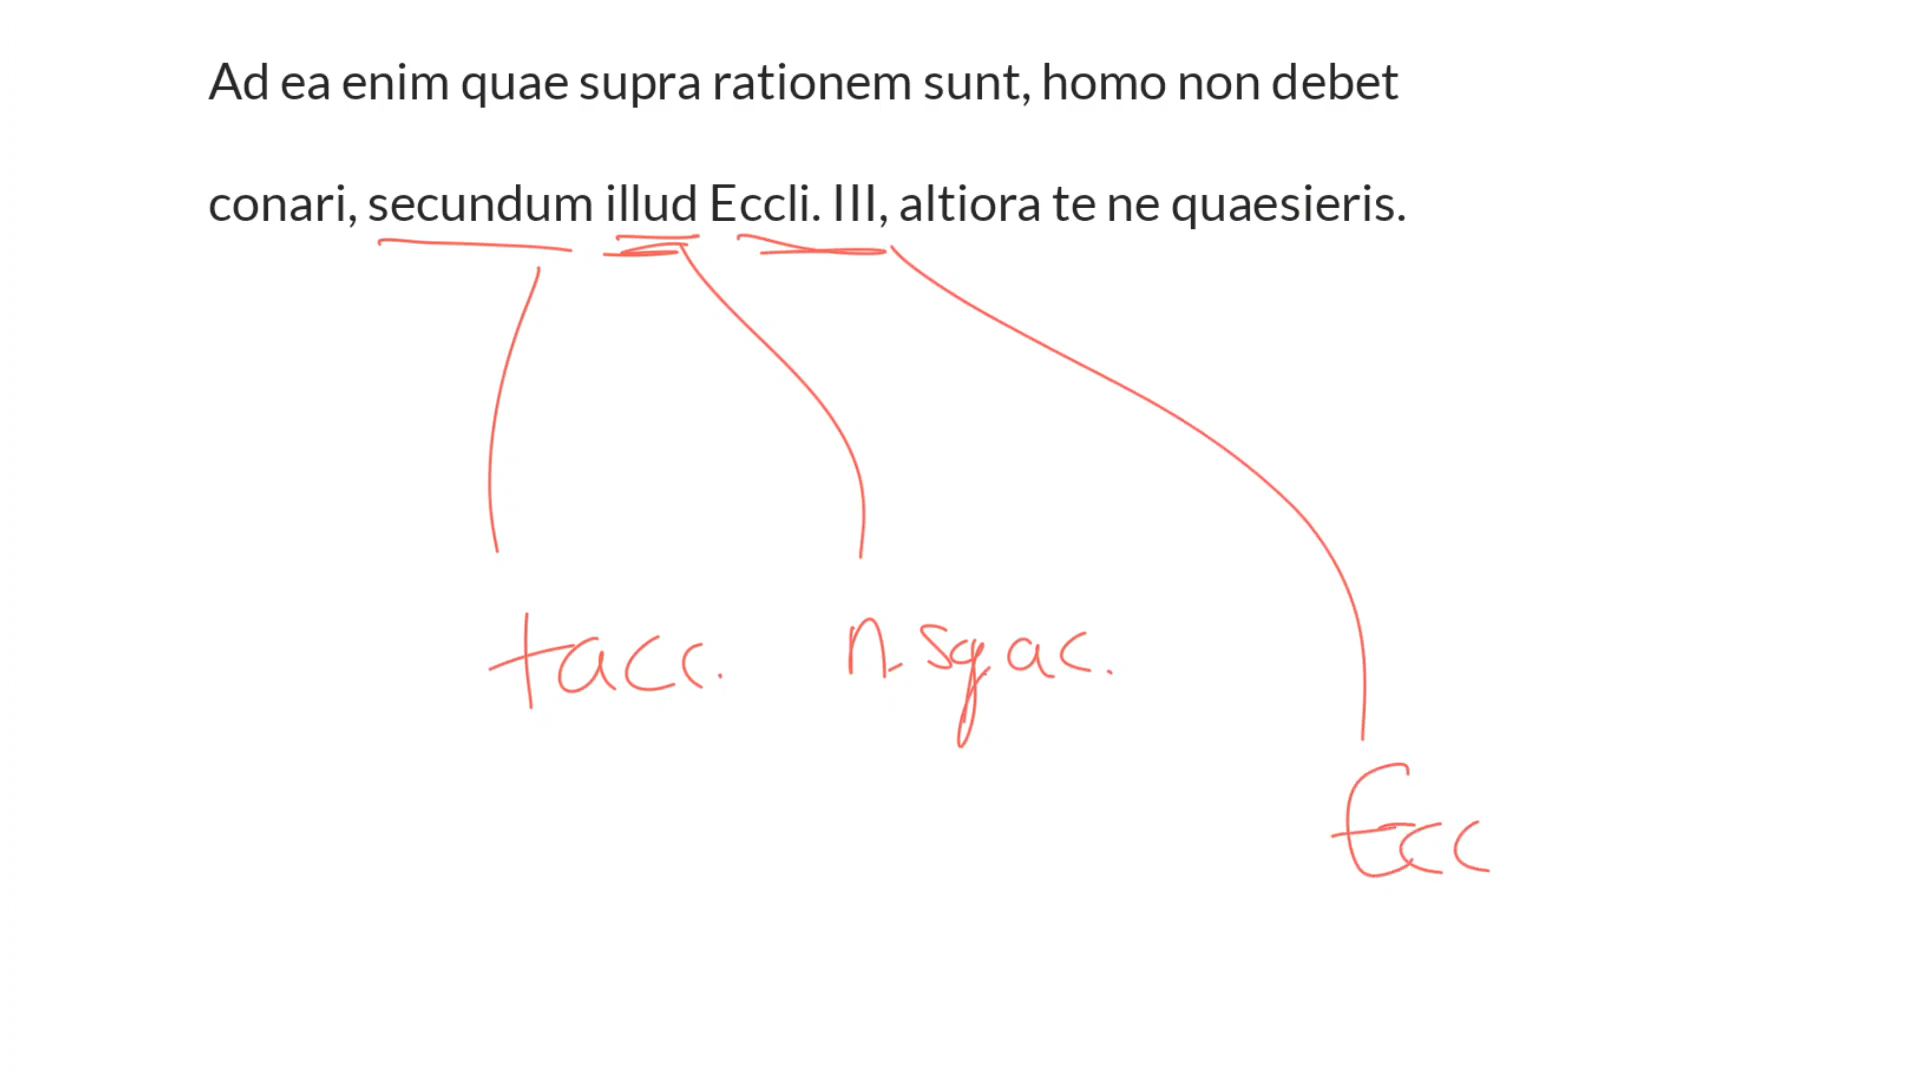 Ad ea enim quae supra rationem sunt, homo non debet
conari, secundum illud Eccli. III, altiora te ne quaesieris.
+acc. n. sg ac.
Ecc